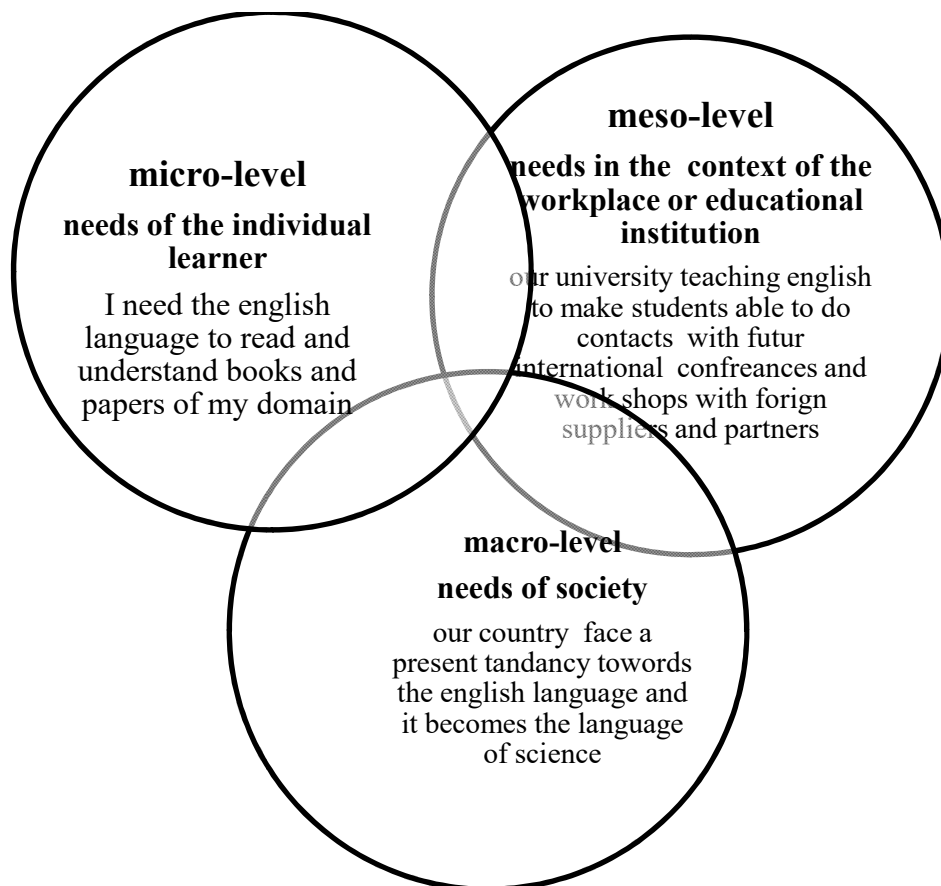 micro-level
needs of the individual
learner
I need the english
language to read and
understand books and
papers of my domain
meso-level
needs in the context of the
workplace or educational
institution
our university teaching english
to make students able to do
contacts with futur
international confreances and
work shops with forign
suppliers and partners
macro-level
needs of society
our country face a
present tandancy towords
the english language and
it becomes the language
of science